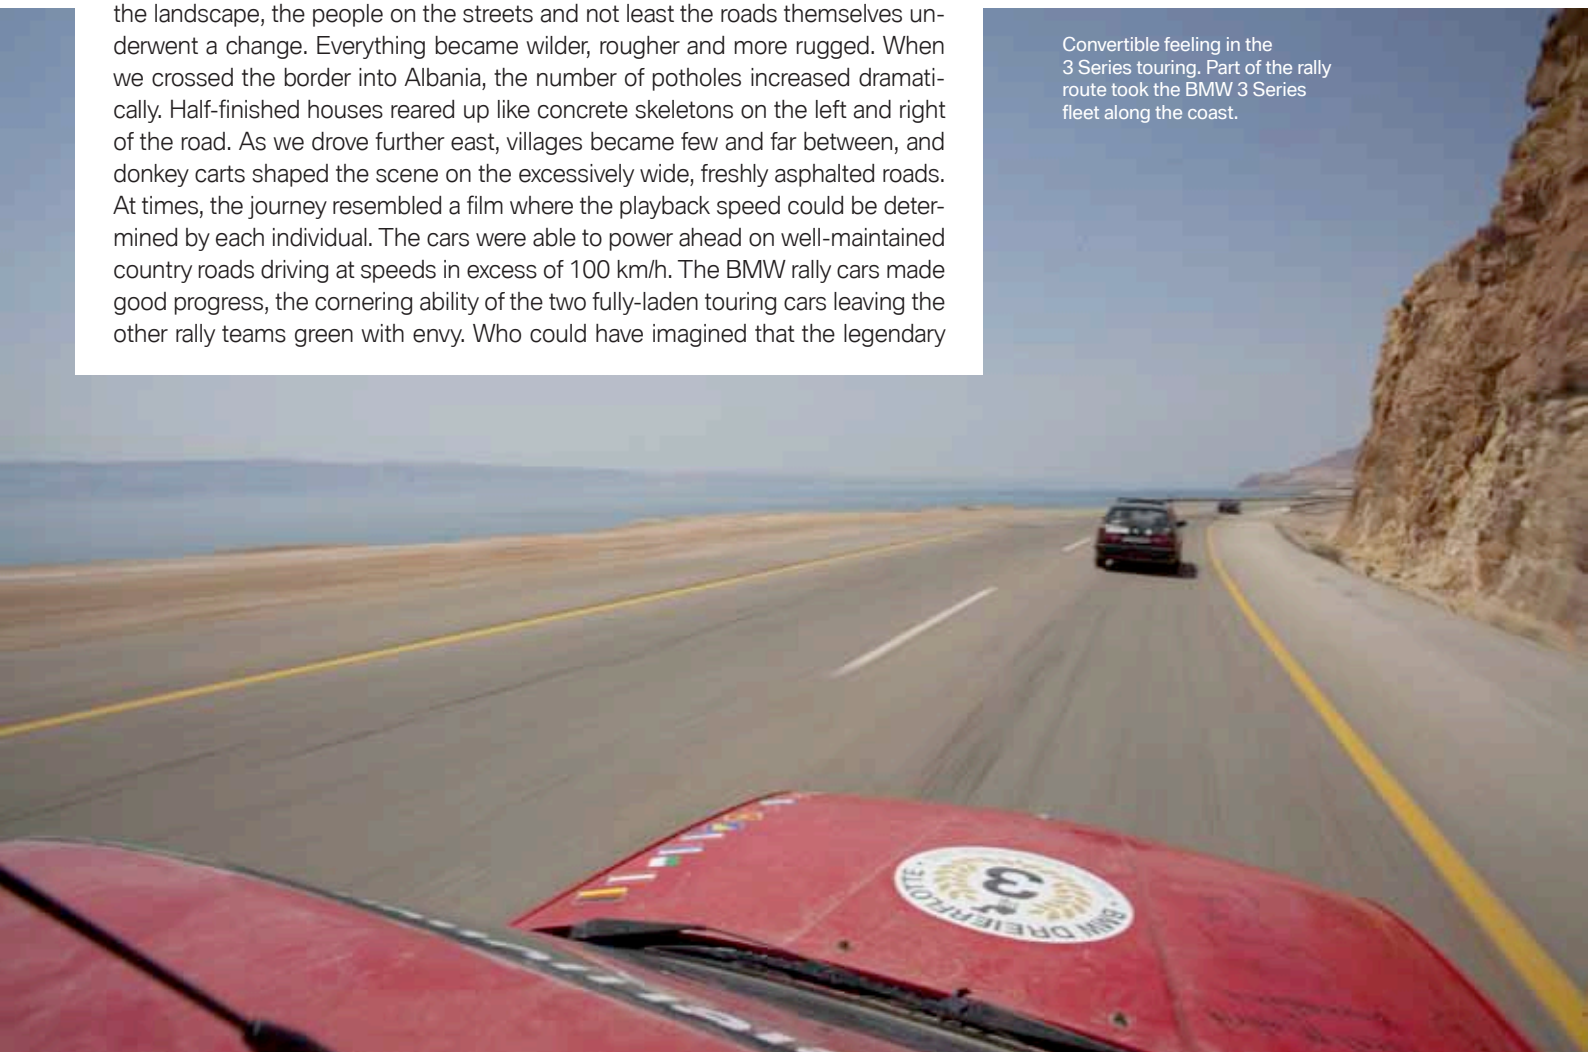 the landscape, the people on the streets and not least the roads themselves un-
derwent a change. Everything became wilder, rougher and more rugged. When
we crossed the border into Albania, the number of potholes increased dramati-
cally. Half-finished houses reared up like concrete skeletons on the left and right
of the road. As we drove further east, villages became few and far between, and
donkey carts shaped the scene on the excessively wide, freshly asphalted roads.
At times, the journey resembled a film where the playback speed could be deter-
mined by each individual. The cars were able to power ahead on well-maintained
country roads driving at speeds in excess of 100 km/h. The BMW rally cars made
good progress, the cornering ability of the two fully-laden touring cars leaving the
other rally teams green with envy. Who could have imagined that the legendary
Convertible feeling in the
3 Series touring. Part of the rally
route took the BMW 3 Series
fleet along the coast.
3
BMW DREIERFLOTTE